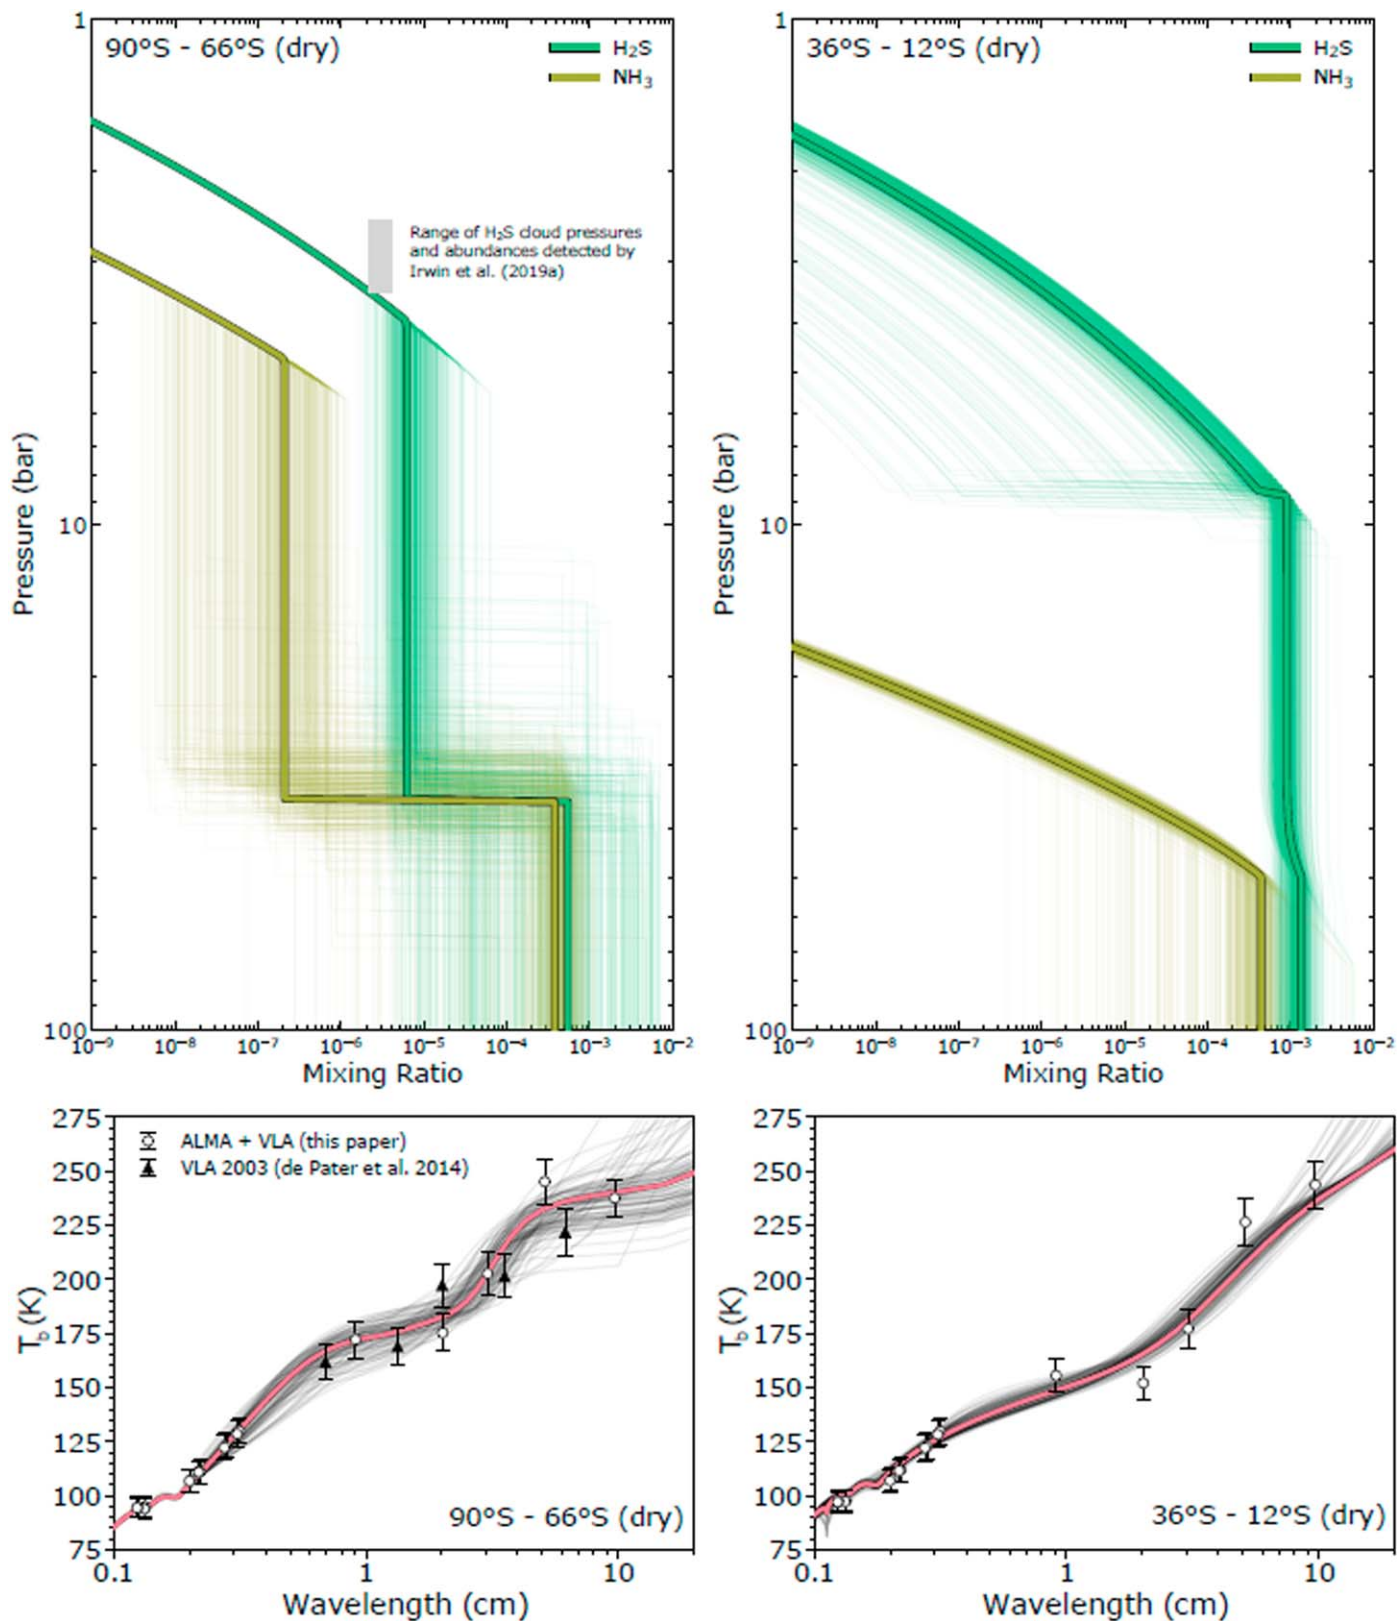 90°S - 66°S (dry)
H₂S
NH₃
Range of H₂S cloud pressures
and abundances detected by
Irwin et al. (2019a)
1
10
100
Pressure (bar)
10⁻⁹ 10⁻⁸ 10⁻⁷ 10⁻⁶ 10⁻⁵ 10⁻⁴ 10⁻³ 10⁻²
Mixing Ratio
36°S - 12°S (dry)
H₂S
NH₃
1
10
100
Pressure (bar)
10⁻⁹ 10⁻⁸ 10⁻⁷ 10⁻⁶ 10⁻⁵ 10⁻⁴ 10⁻³ 10⁻²
Mixing Ratio
ALMA + VLA (this paper)
VLA 2003 (de Pater et al. 2014)
275
250
225
200
175
150
125
100
75
T_b (K)
90°S - 66°S (dry)
0.1 1 10
Wavelength (cm)
275
250
225
200
175
150
125
100
75
T_b (K)
36°S - 12°S (dry)
0.1 1 10
Wavelength (cm)